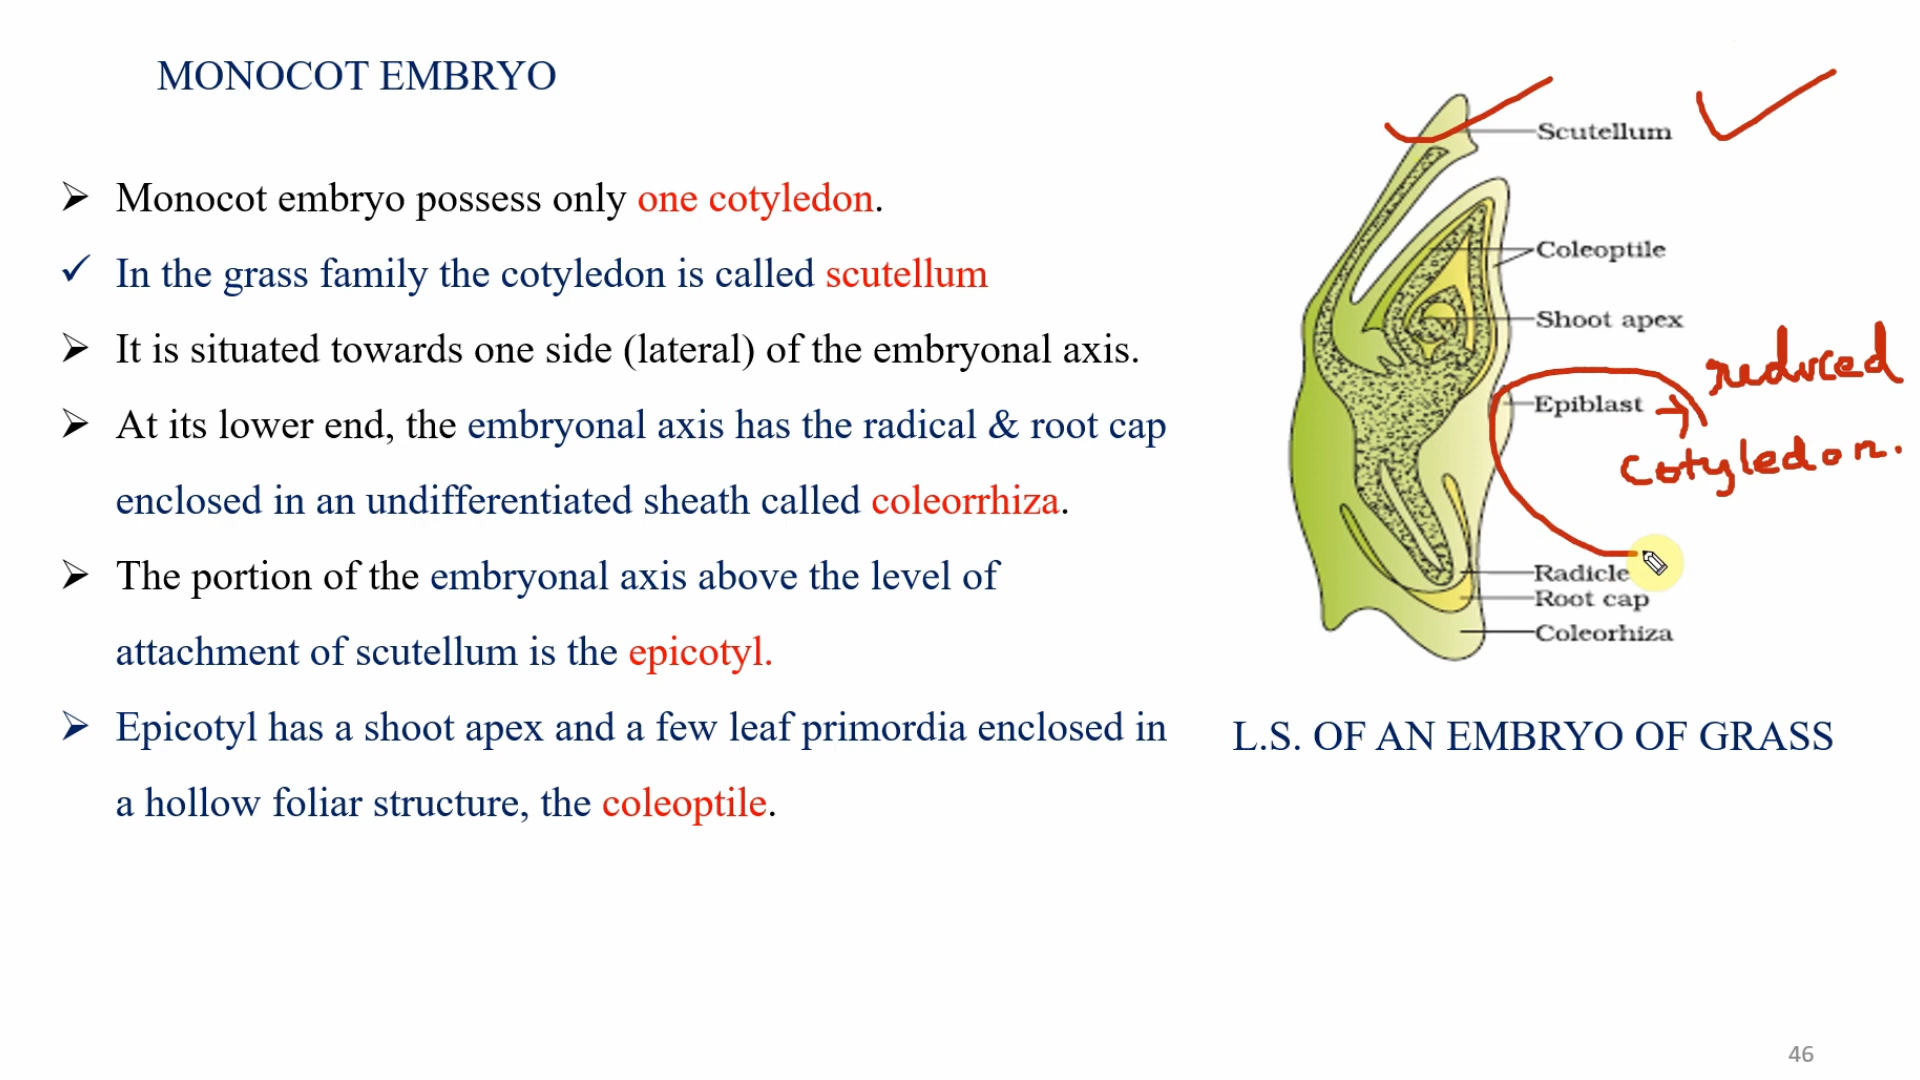 MONOCOT EMBRYO
➢ Monocot embryo possess only one cotyledon.
✓ In the grass family the cotyledon is called scutellum
➢ It is situated towards one side (lateral) of the embryonal axis.
➢ At its lower end, the embryonal axis has the radical & root cap
enclosed in an undifferentiated sheath called coleorrhiza.
➢ The portion of the embryonal axis above the level of
attachment of scutellum is the epicotyl.
➢ Epicotyl has a shoot apex and a few leaf primordia enclosed in
a hollow foliar structure, the coleoptile.
Scutellum
Coleoptile
Shoot apex
Epiblast → reduced
cotyledon.
Radicle
Root cap
Coleorhiza
L.S. OF AN EMBRYO OF GRASS
46